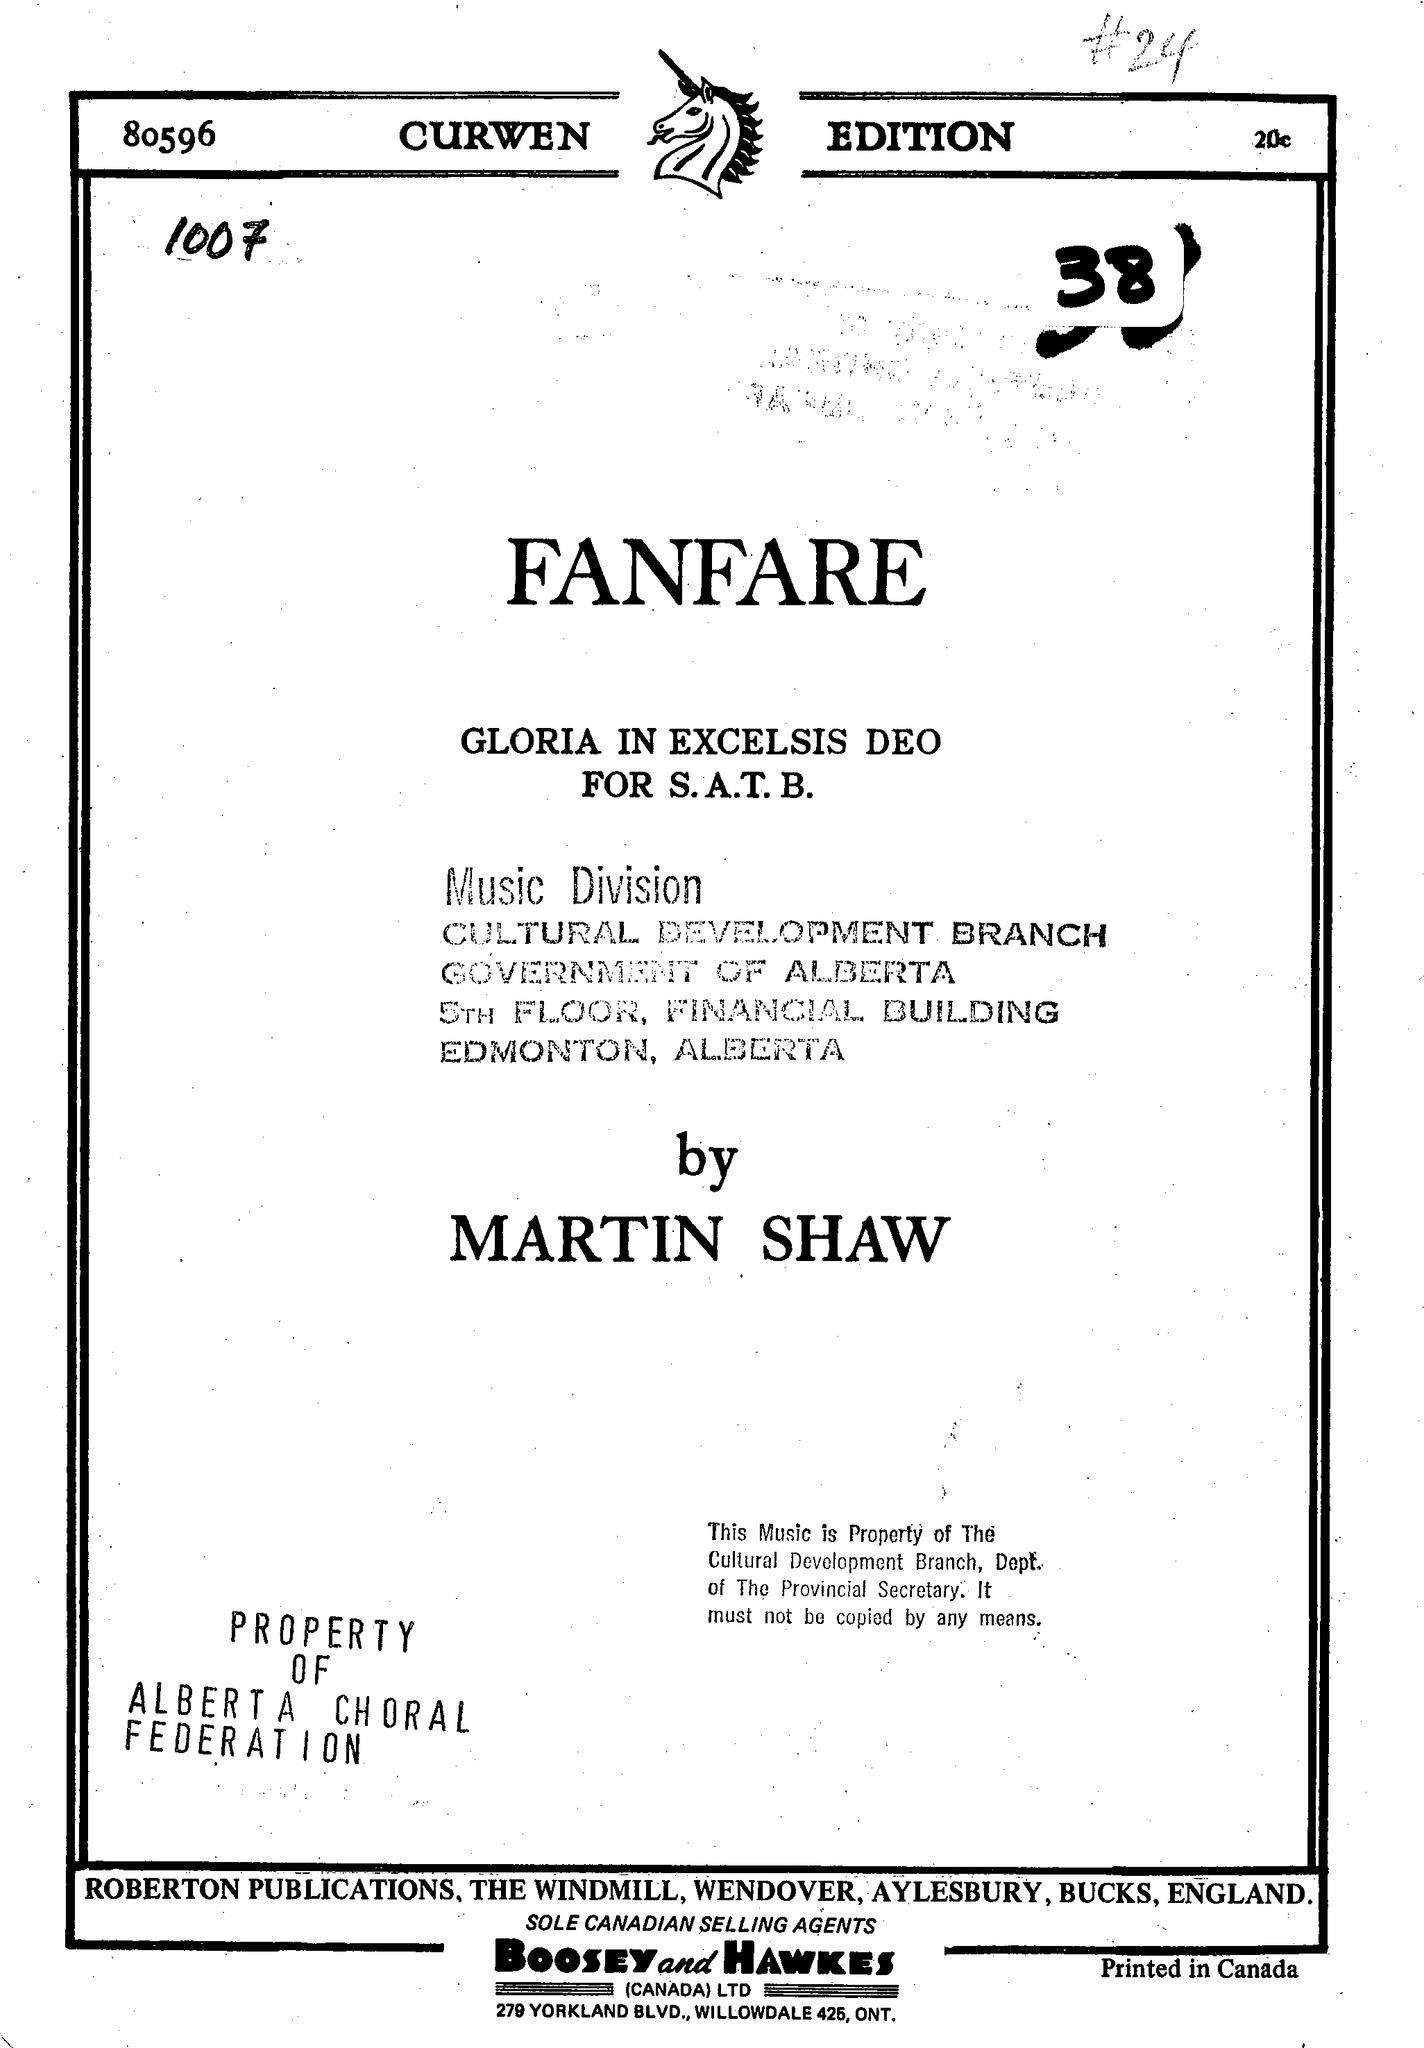 #24
80596 CURWEN EDITION 20c
1007
38
FANFARE
GLORIA IN EXCELSIS DEO
FOR S.A.T.B.
Music Division
CULTURAL DEVELOPMENT BRANCH
GOVERNMENT OF ALBERTA
5TH FLOOR, FINANCIAL BUILDING
EDMONTON, ALBERTA
by
MARTIN SHAW
This Music is Property of The
Cultural Development Branch, Dept.
of The Provincial Secretary. It
must not be copied by any means.
PROPERTY
OF
ALBERTA CHORAL
FEDERATION
ROBERTON PUBLICATIONS, THE WINDMILL, WENDOVER, AYLESBURY, BUCKS, ENGLAND.
SOLE CANADIAN SELLING AGENTS
BOOSEY and HAWKES
(CANADA) LTD
279 YORKLAND BLVD., WILLOWDALE 425, ONT.
Printed in Canada